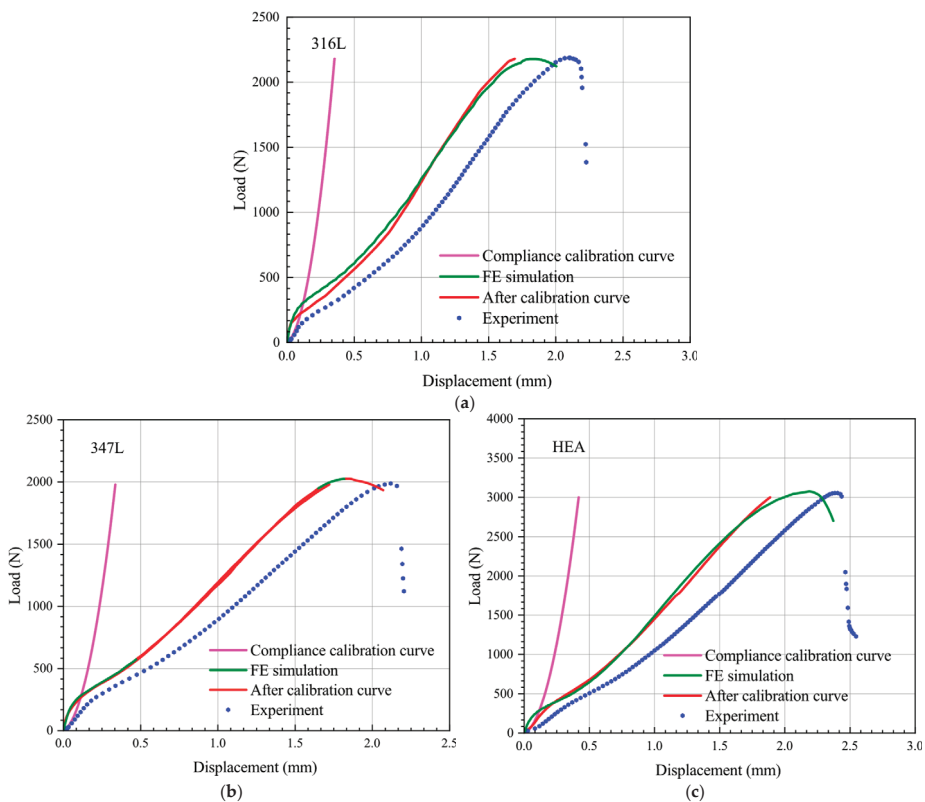 2500
316L
2000
1500
1000
500
0
Load (N)
Compliance calibration curve
FE simulation
After calibration curve
Experiment
0.0 0.5 1.0 1.5 2.0 2.5 3.0
Displacement (mm)
(a)
2500
347L
2000
1500
1000
500
0
Load (N)
Compliance calibration curve
FE simulation
After calibration curve
Experiment
0.0 0.5 1.0 1.5 2.0 2.5
Displacement (mm)
(b)
4000
HEA
3500
3000
2500
2000
1500
1000
500
0
Load (N)
Compliance calibration curve
FE simulation
After calibration curve
Experiment
0.0 0.5 1.0 1.5 2.0 2.5 3.0
Displacement (mm)
(c)